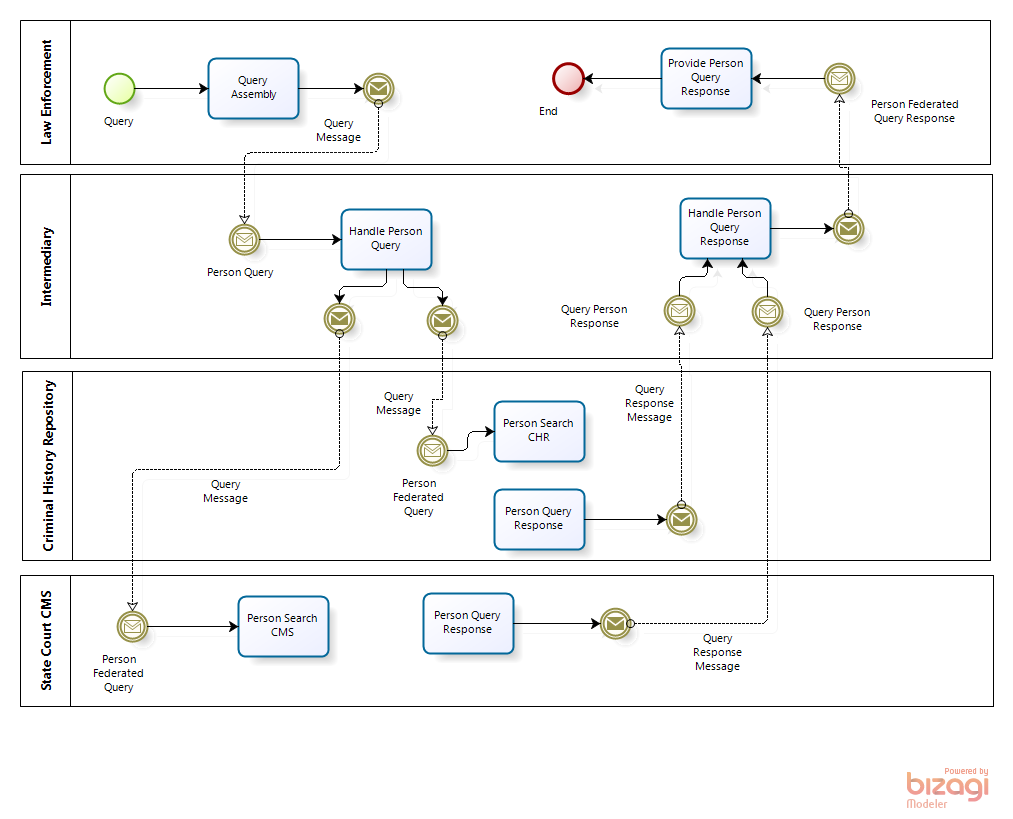 Law Enforcement
Query
Query
Assembly
Query
Message
End
Provide Person
Query
Response
Person Federated
Query Response
Intermediary
Person Query
Handle Person
Query
Handle Person
Query
Response
Query Person
Response
Query Person
Response
Criminal History Repository
Query
Message
Query
Message
Person
Federated
Query
Person Search
CHR
Person Query
Response
Query
Response
Message
State Court CMS
Person
Federated
Query
Person Search
CMS
Person Query
Response
Query
Response
Message
Powered by
bizagi
Modeler